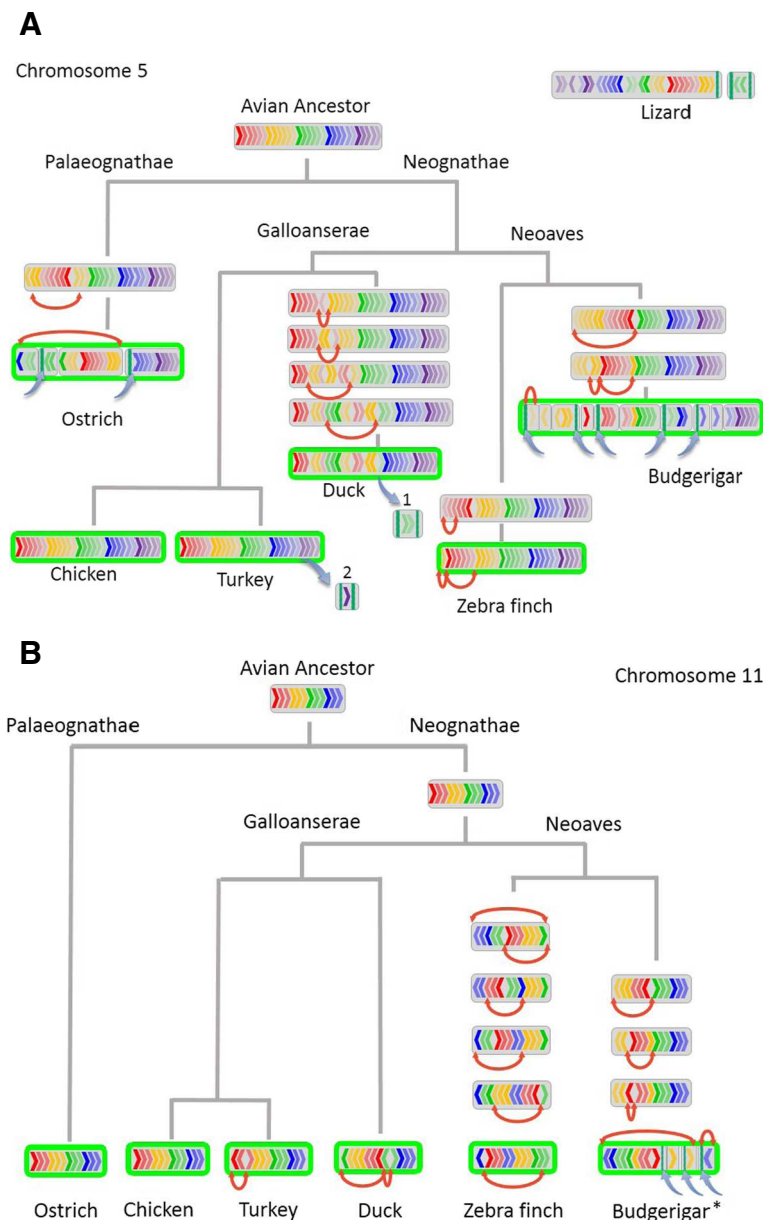 A
Chromosome 5
Lizard
Avian Ancestor
Palaeognathae
Neognathae
Galloanserae
Neoaves
Ostrich
Duck
1
Budgerigar
Chicken
Turkey
2
Zebra finch
B
Avian Ancestor
Chromosome 11
Palaeognathae
Neognathae
Galloanserae
Neoaves
Ostrich
Chicken
Turkey
Duck
Zebra finch
Budgerigar*